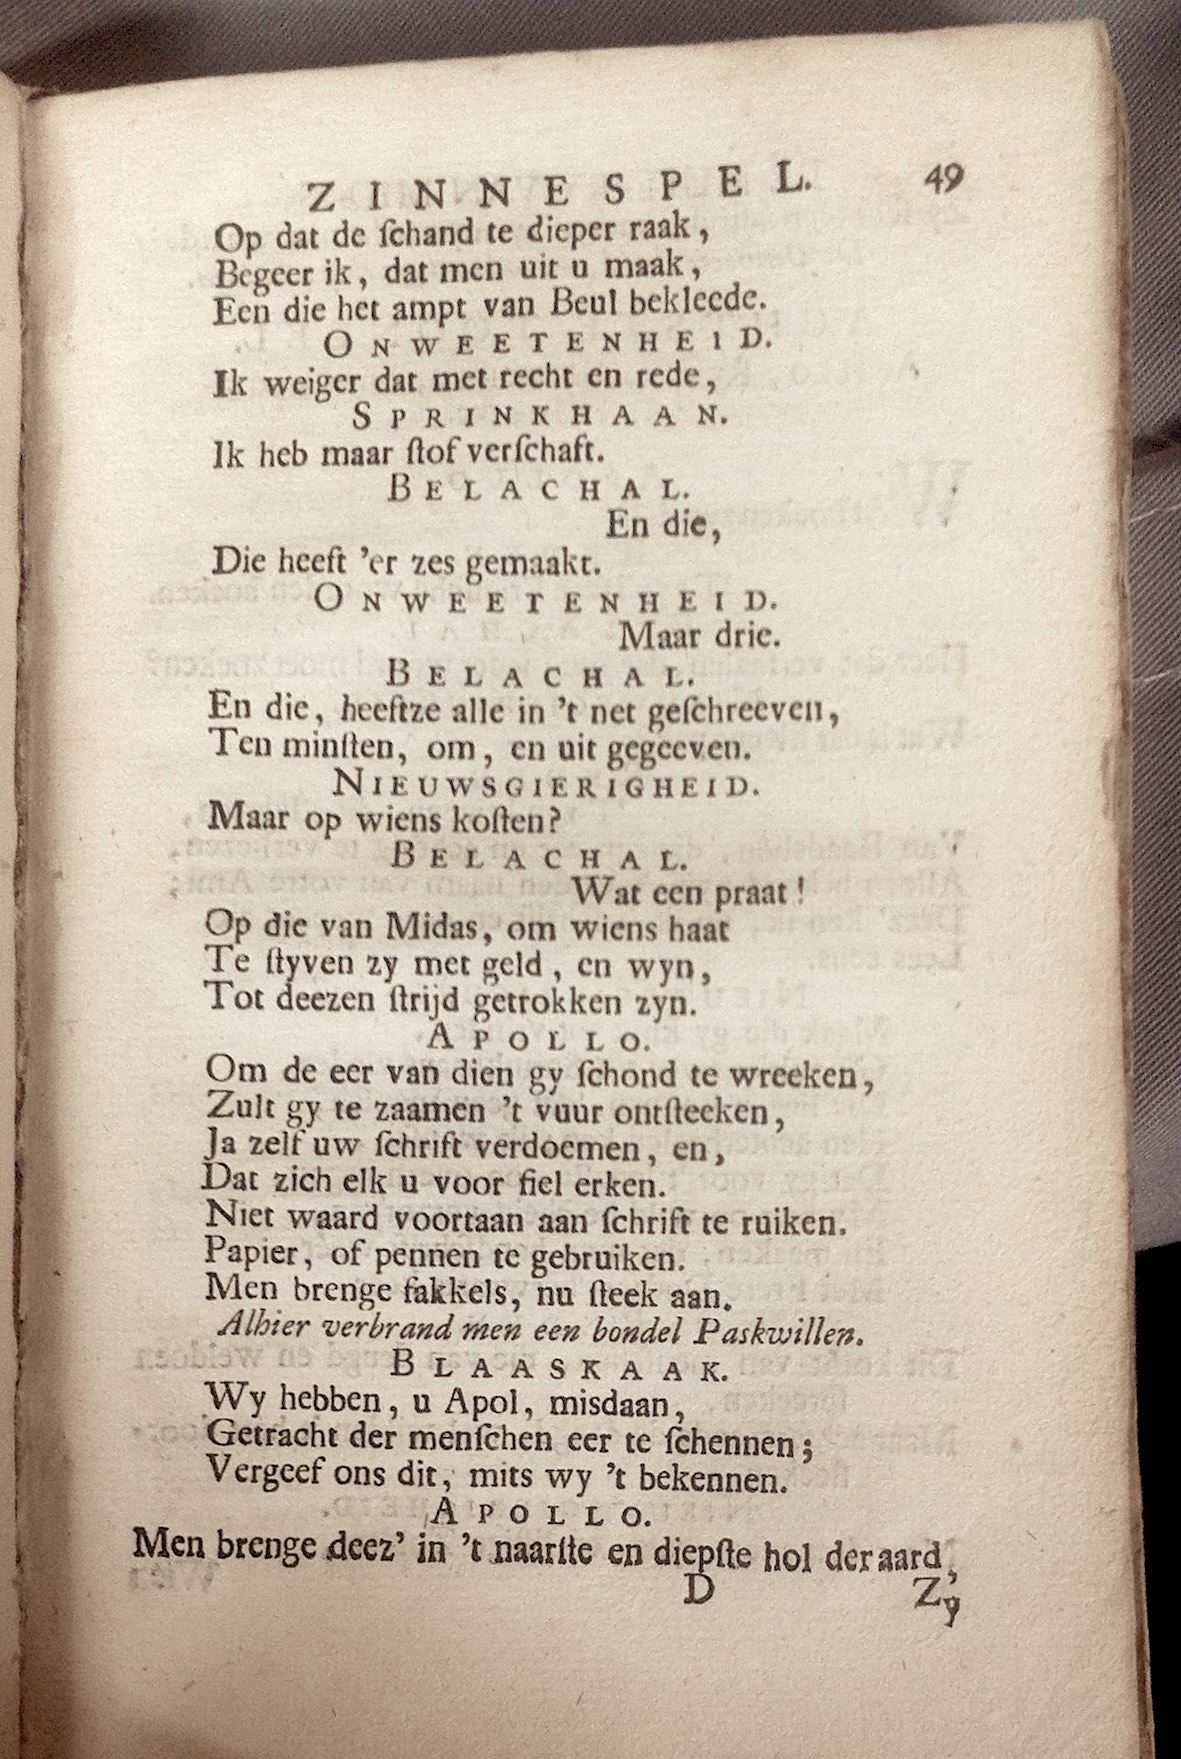 ZINNESPEL. 49
Op dat de ſchand te dieper raak,
Begeer ik, dat men uit u maak,
Een die het ampt van Beul bekleede.
ONWEETENHEID.
Ik weiger dat met recht en rede,
SPRINKHAAN.
Ik heb maar ſtof verſchaft.
BELACHAL.
En die,
Die heeft 'er zes gemaakt.
ONWEETENHEID.
Maar drie.
BELACHAL.
En die, heeftze alle in 't net geſchreeven,
Ten minſten, om, en uit gegeeven.
NIEUWSGIERIGHEID.
Maar op wiens koſten?
BELACHAL.
Wat een praat!
Op die van Midas, om wiens haat
Te ſtyven zy met geld, en wyn,
Tot deezen ſtrijd getrokken zyn.
APOLLO.
Om de eer van dien gy ſchond te wreeken,
Zult gy te zaamen 't vuur ontſteeken,
Ja zelf uw ſchrift verdoemen, en,
Dat zich elk u voor fiel erken.
Niet waard voortaan aan ſchrift te ruiken.
Papier, of pennen te gebruiken.
Men brenge fakkels, nu ſteek aan.
Alhier verbrand men een bondel Paskwillen.
BLAASKAAK.
Wy hebben, u Apol, misdaan,
Getracht der menſchen eer te ſchennen;
Vergeef ons dit, mits wy 't bekennen.
APOLLO.
Men brenge deez' in 't naarſte en diepſte hol der aard,
D Zy